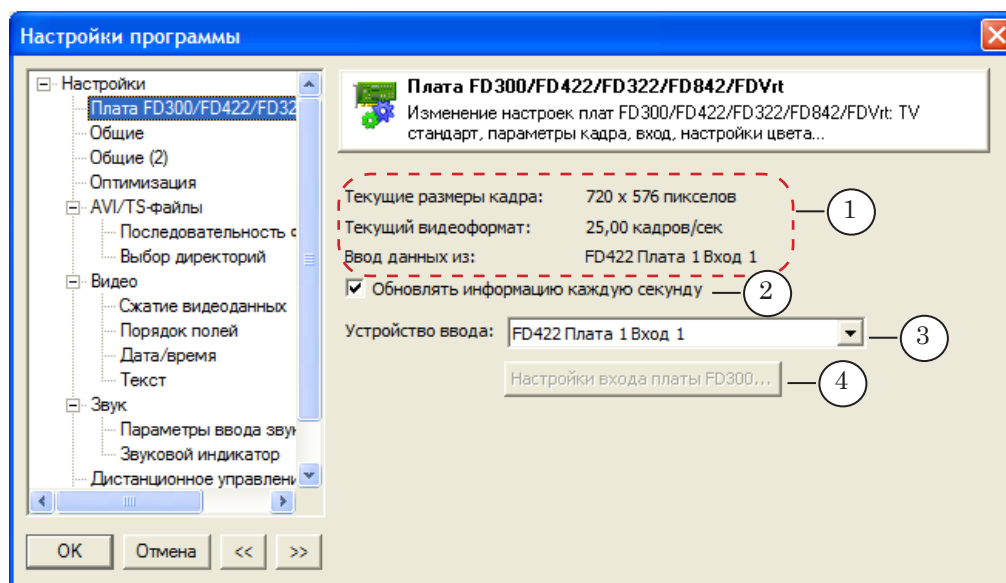 Настройки программы
Настройки
Плата FD300/FD422/FD32
Общие
Общие (2)
Оптимизация
AVI/TS-файлы
Последовательность
Выбор директорий
Видео
Сжатие видеоданных
Порядок полей
Дата/время
Текст
Звук
Параметры ввода зву
Звуковой индикатор
Дистанционное управлени
OK
Отмена
<<
>>
Плата FD300/FD422/FD322/FD842/FDVrt
Изменение настроек плат FD300/FD422/FD322/FD842/FDVrt: TV
стандарт, параметры кадра, вход, настройки цвета...
Текущие размеры кадра: 720 x 576 пикселов
1
Текущий видеоформат: 25,00 кадров/сек
Ввод данных из: FD422 Плата 1 Вход 1
Обновлять информацию каждую секунду
2
Устройство ввода: FD422 Плата 1 Вход 1
3
Настройки входа платы FD300...
4